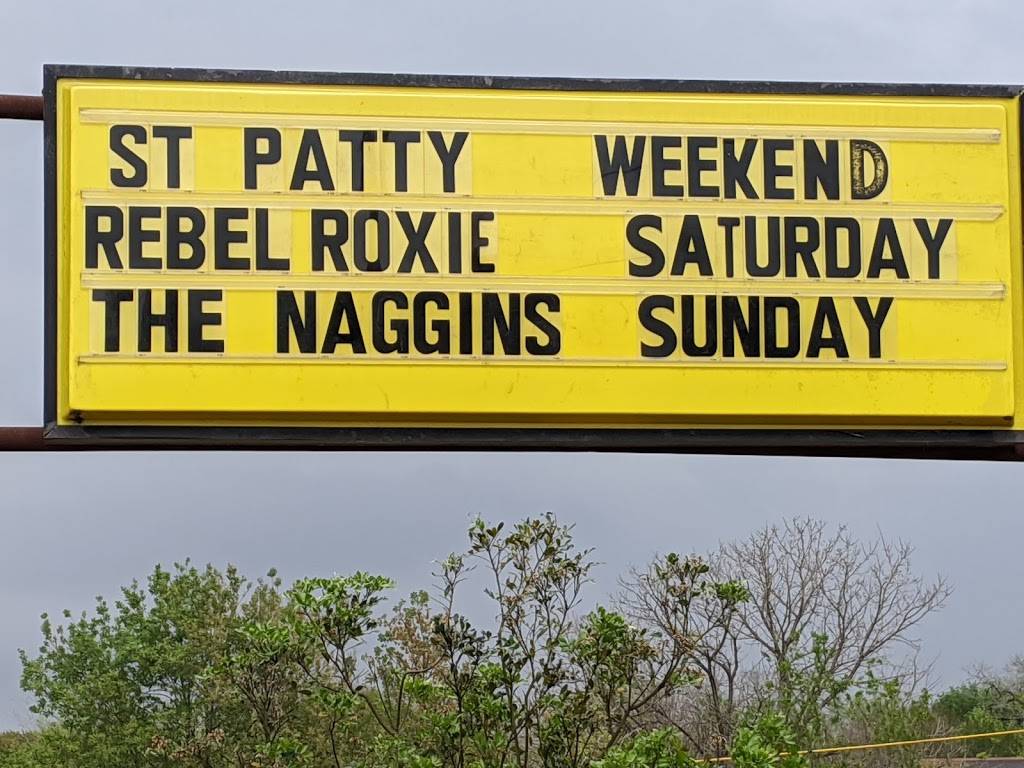 ST PATTY WEEKEND
REBEL ROXIE SATURDAY
THE NAGGINS SUNDAY